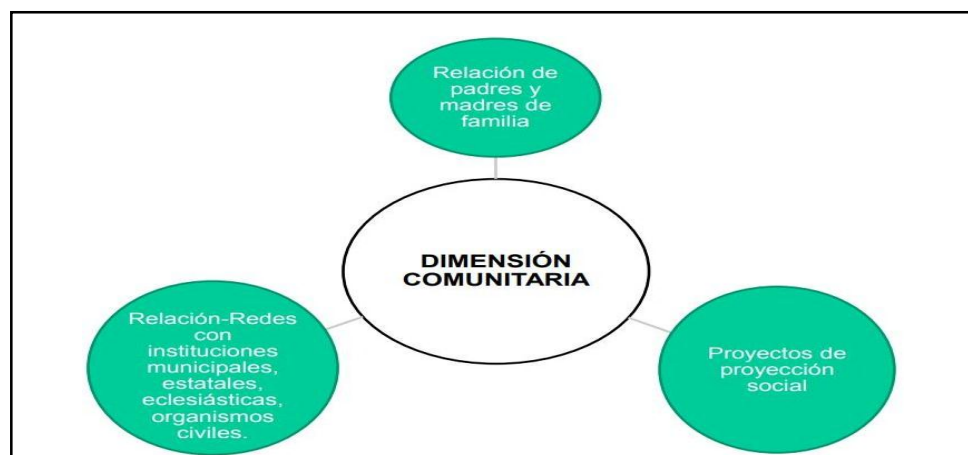 Relación de
padres y
madres de
familia
DIMENSIÓN
COMUNITARIA
Relación-Redes
con
instituciones
municipales,
estatales,
eclesiásticas,
organismos
civiles.
Proyectos de
proyección
social